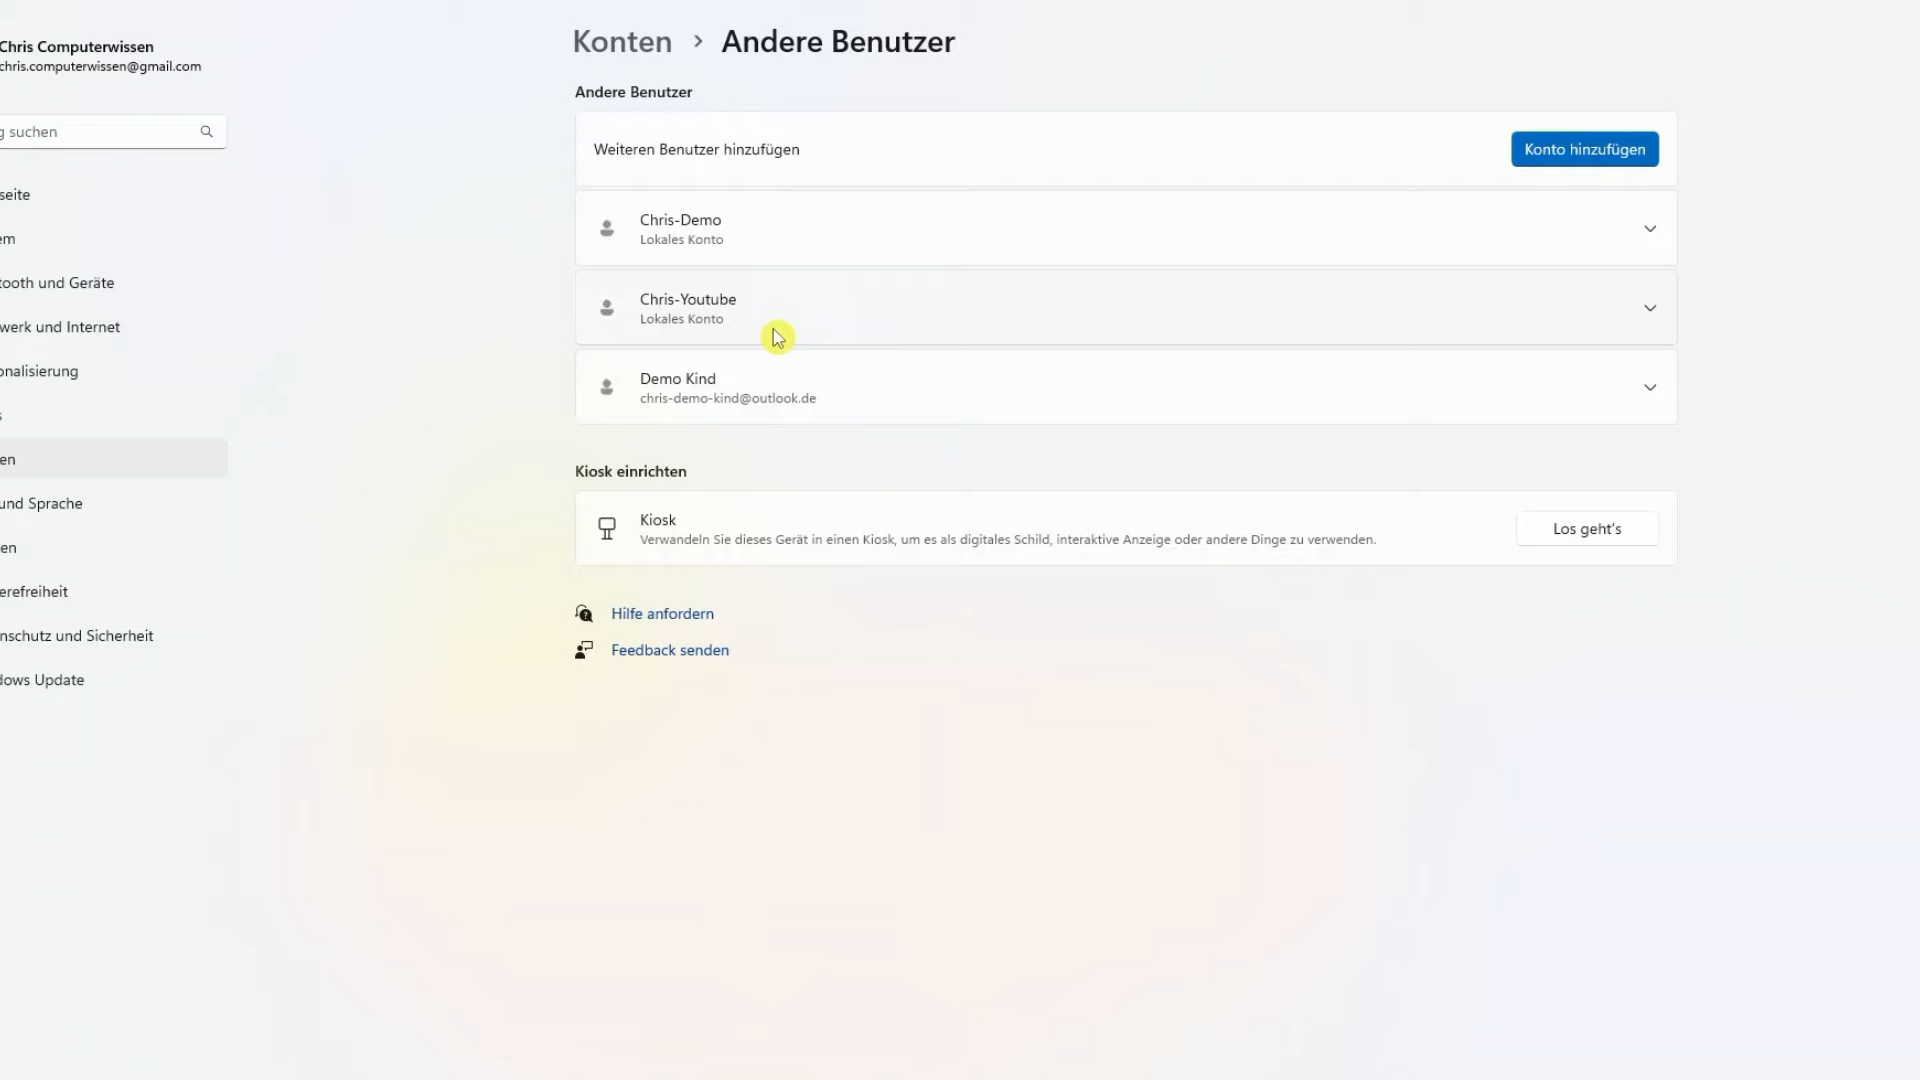 Chris Computerwissen
chris.computerwissen@gmail.com
g suchen
seite
em
tooth und Geräte
werk und Internet
onalisierung
s
en
und Sprache
en
erefreiheit
nschutz und Sicherheit
dows Update
Konten > Andere Benutzer
Andere Benutzer
Weiteren Benutzer hinzufügen
Konto hinzufügen
Chris-Demo
Lokales Konto
Chris-Youtube
Lokales Konto
Demo Kind
chris-demo-kind@outlook.de
Kiosk einrichten
Kiosk
Verwandeln Sie dieses Gerät in einen Kiosk, um es als digitales Schild, interaktive Anzeige oder andere Dinge zu verwenden.
Los geht's
Hilfe anfordern
Feedback senden